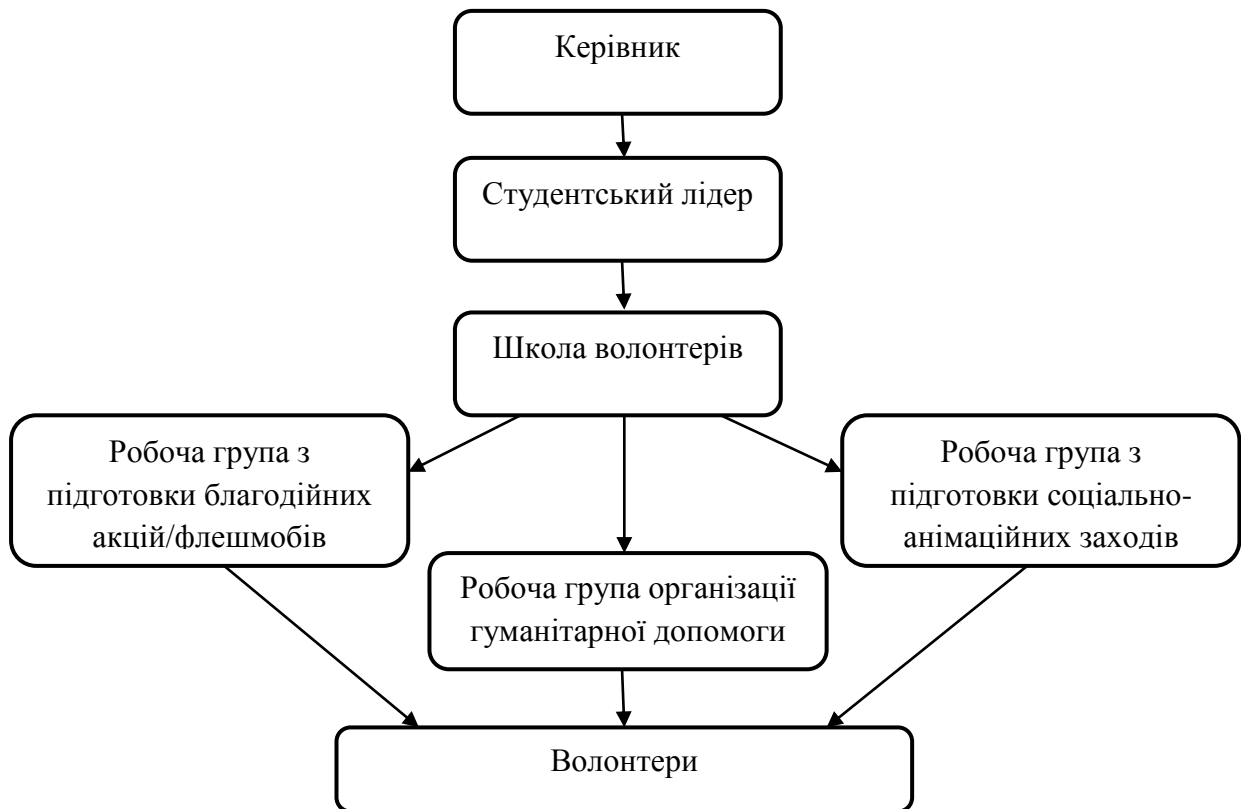 Керівник
Студентський лідер
Школа волонтерів
Робоча група з
підготовки благодійних
акцій/флешмобів
Робоча група організації
гуманітарної допомоги
Робоча група з
підготовки соціально-
анімаційних заходів
Волонтери